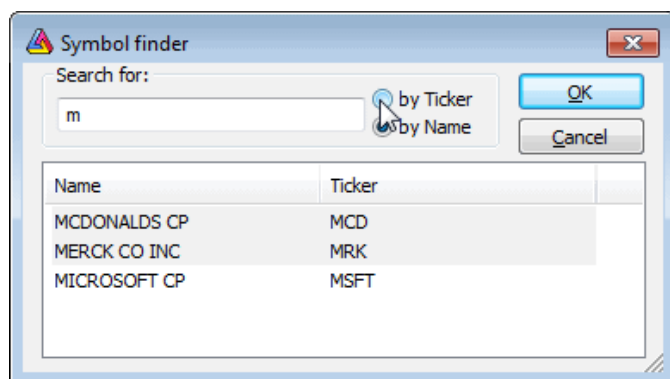 Symbol finder
Search for:
m
by Ticker
by Name
OK
Cancel
Name Ticker
MCDONALDS CP MCD
MERCK CO INC MRK
MICROSOFT CP MSFT